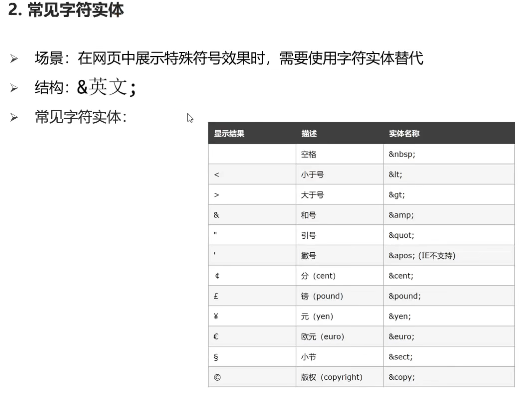 2. 常见字符实体
场景：在网页中展示特殊符号效果时，需要使用字符实体替代
结构：&英文;
常见字符实体：
显示结果 描述 实体名称
空格 &nbsp;
< 小于号 &lt;
> 大于号 &gt;
& 和号 &amp;
" 引号 &quot;
' 撇号 &apos; (IE不支持)
¢ 分（cent） &cent;
£ 镑（pound） &pound;
¥ 元（yen） &yen;
€ 欧元（euro） &euro;
§ 小节 &sect;
© 版权（copyright） &copy;